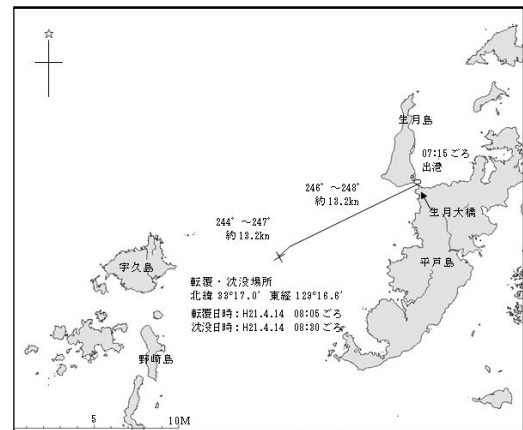 生月島
07:15ごろ
出港
246° ～248°
約13.2kn
生月大橋
244° ～247°
約13.2kn
平戸島
宇久島
転覆・沈没場所
北緯 33°17.0′ 東経 129°16.6′
転覆日時：H21.4.14 08:05ごろ
沈没日時：H21.4.14 08:30ごろ
野崎島
5
10M